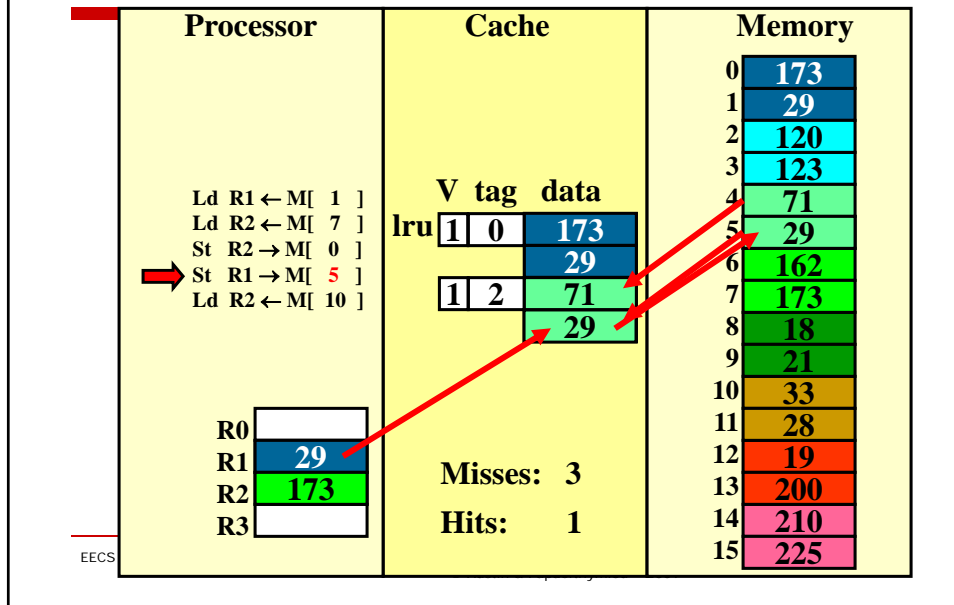 Processor
Ld R1 ← M[ 1 ]
Ld R2 ← M[ 7 ]
St R2 → M[ 0 ]
St R1 → M[ 5 ]
Ld R2 ← M[ 10 ]
R0
R1 29
R2 173
R3
Cache
V tag data
lru 1 0 173
29
1 2 71
29
Misses: 3
Hits: 1
Memory
0 173
1 29
2 120
3 123
4 71
5 29
6 162
7 173
8 18
9 21
10 33
11 28
12 19
13 200
14 210
15 225
EECS